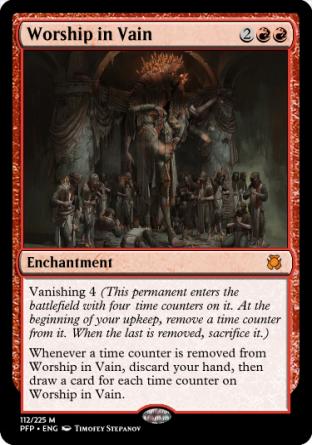 Worship in Vain 2
Enchantment
Vanishing 4 (This permanent enters the
battlefield with four time counters on it. At the
beginning of your upkeep, remove a time counter
from it. When the last is removed, sacrifice it.)
Whenever a time counter is removed from
Worship in Vain, discard your hand, then
draw a card for each time counter on
Worship in Vain.
112/225 M
PFP • ENG Timofey Stepanov